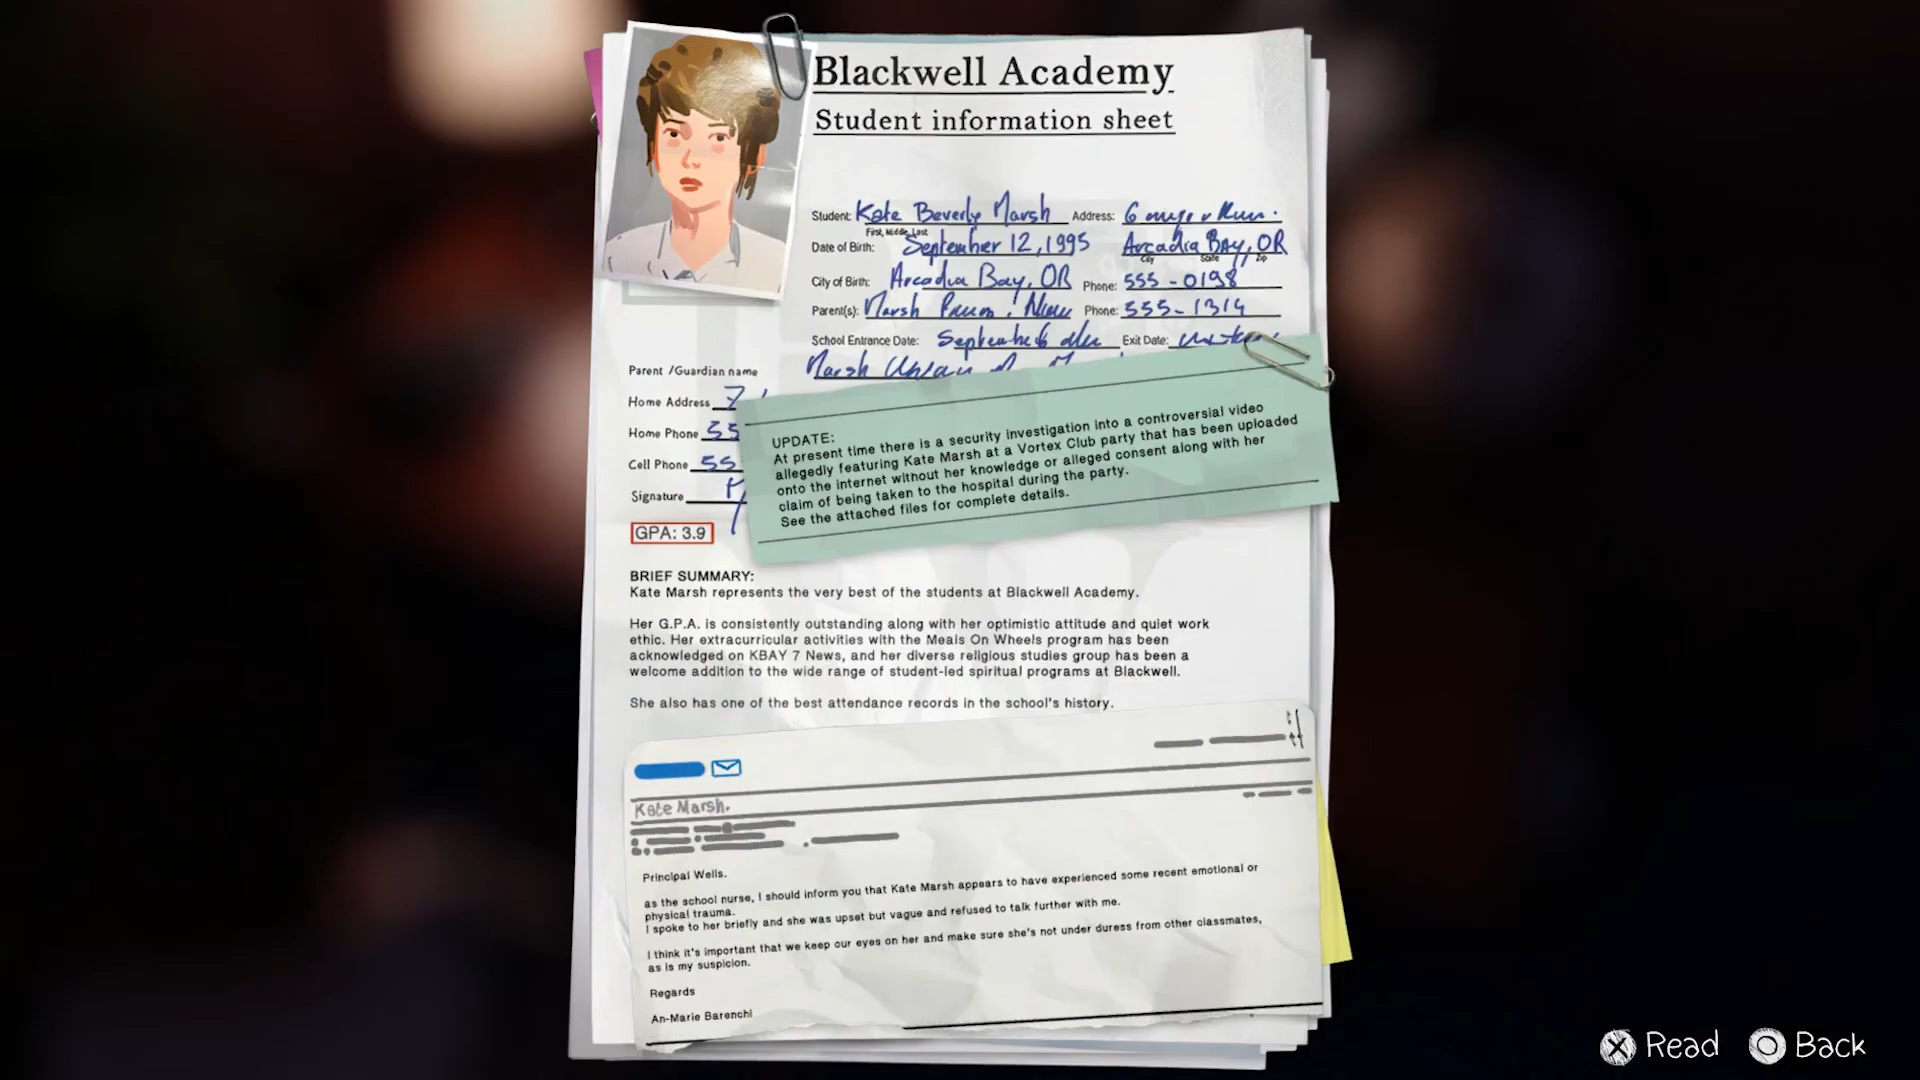 Blackwell Academy
Student information sheet
Student: Kate Beverly Marsh Address:
First, Middle, Last
Date of Birth: September 12, 1995 Arcadia Bay, OR
City State Zip
City of Birth: Arcadia Bay, OR Phone: 555-0198
Parent(s): Marsh Phone: 555-1314
School Entrance Date: Exit Date:
Parent /Guardian name Marsh
Home Address 7
Home Phone 55
Cell Phone 55
Signature
GPA: 3.9
UPDATE:
At present time there is a security investigation into a controversial video
allegedly featuring Kate Marsh at a Vortex Club party that has been uploaded
onto the internet without her knowledge or alleged consent along with her
claim of being taken to the hospital during the party.
See the attached files for complete details.
BRIEF SUMMARY:
Kate Marsh represents the very best of the students at Blackwell Academy.
Her G.P.A. is consistently outstanding along with her optimistic attitude and quiet work
ethic. Her extracurricular activities with the Meals On Wheels program has been
acknowledged on KBAY 7 News, and her diverse religious studies group has been a
welcome addition to the wide range of student-led spiritual programs at Blackwell.
She also has one of the best attendance records in the school's history.
Kate Marsh.
Principal Wells.
as the school nurse, I should inform you that Kate Marsh appears to have experienced some recent emotional or
physical trauma.
I spoke to her briefly and she was upset but vague and refused to talk further with me.
I think it's important that we keep our eyes on her and make sure she's not under duress from other classmates,
as is my suspicion.
Regards
An-Marie Barenchi
Read
Back